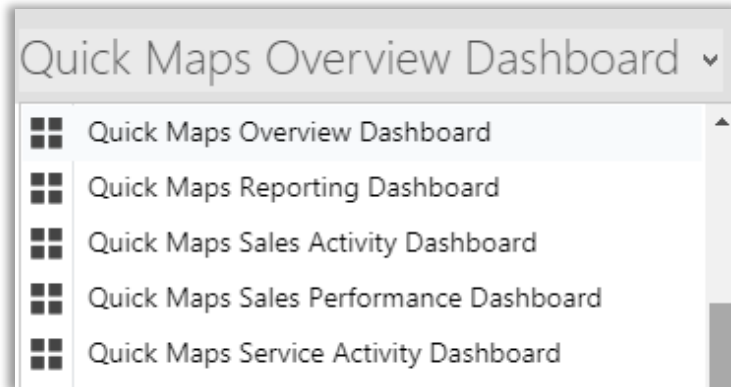 Quick Maps Overview Dashboard
Quick Maps Overview Dashboard
Quick Maps Reporting Dashboard
Quick Maps Sales Activity Dashboard
Quick Maps Sales Performance Dashboard
Quick Maps Service Activity Dashboard